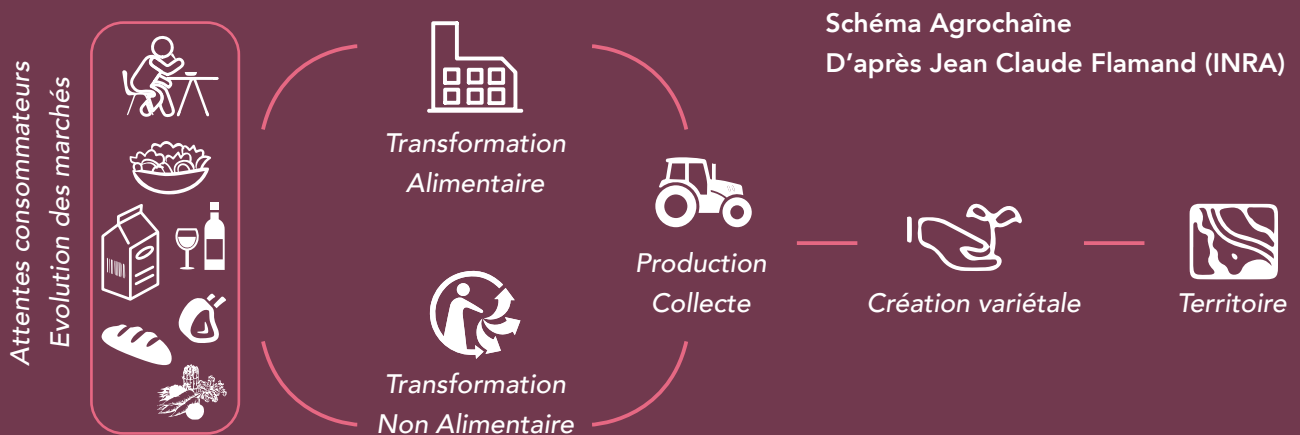 Schéma Agrochaîne
D'après Jean Claude Flamand (INRA)
Attentes consommateurs
Evolution des marchés
Transformation
Alimentaire
Transformation
Non Alimentaire
Production
Collecte
Création variétale
Territoire